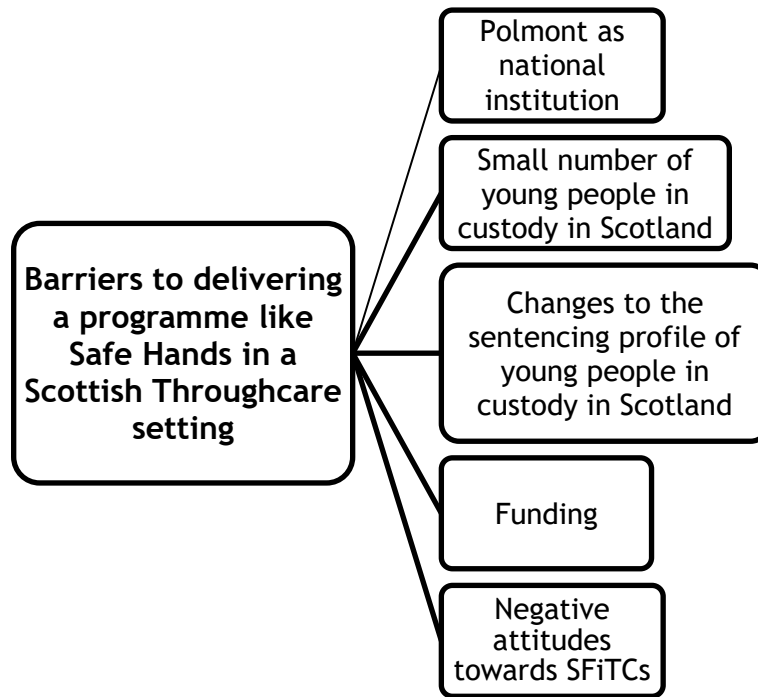 Barriers to delivering
a programme like
Safe Hands in a
Scottish Throughcare
setting
Polmont as
national
institution
Small number of
young people in
custody in Scotland
Changes to the
sentencing profile of
young people in
custody in Scotland
Funding
Negative
attitudes
towards SFiTCs